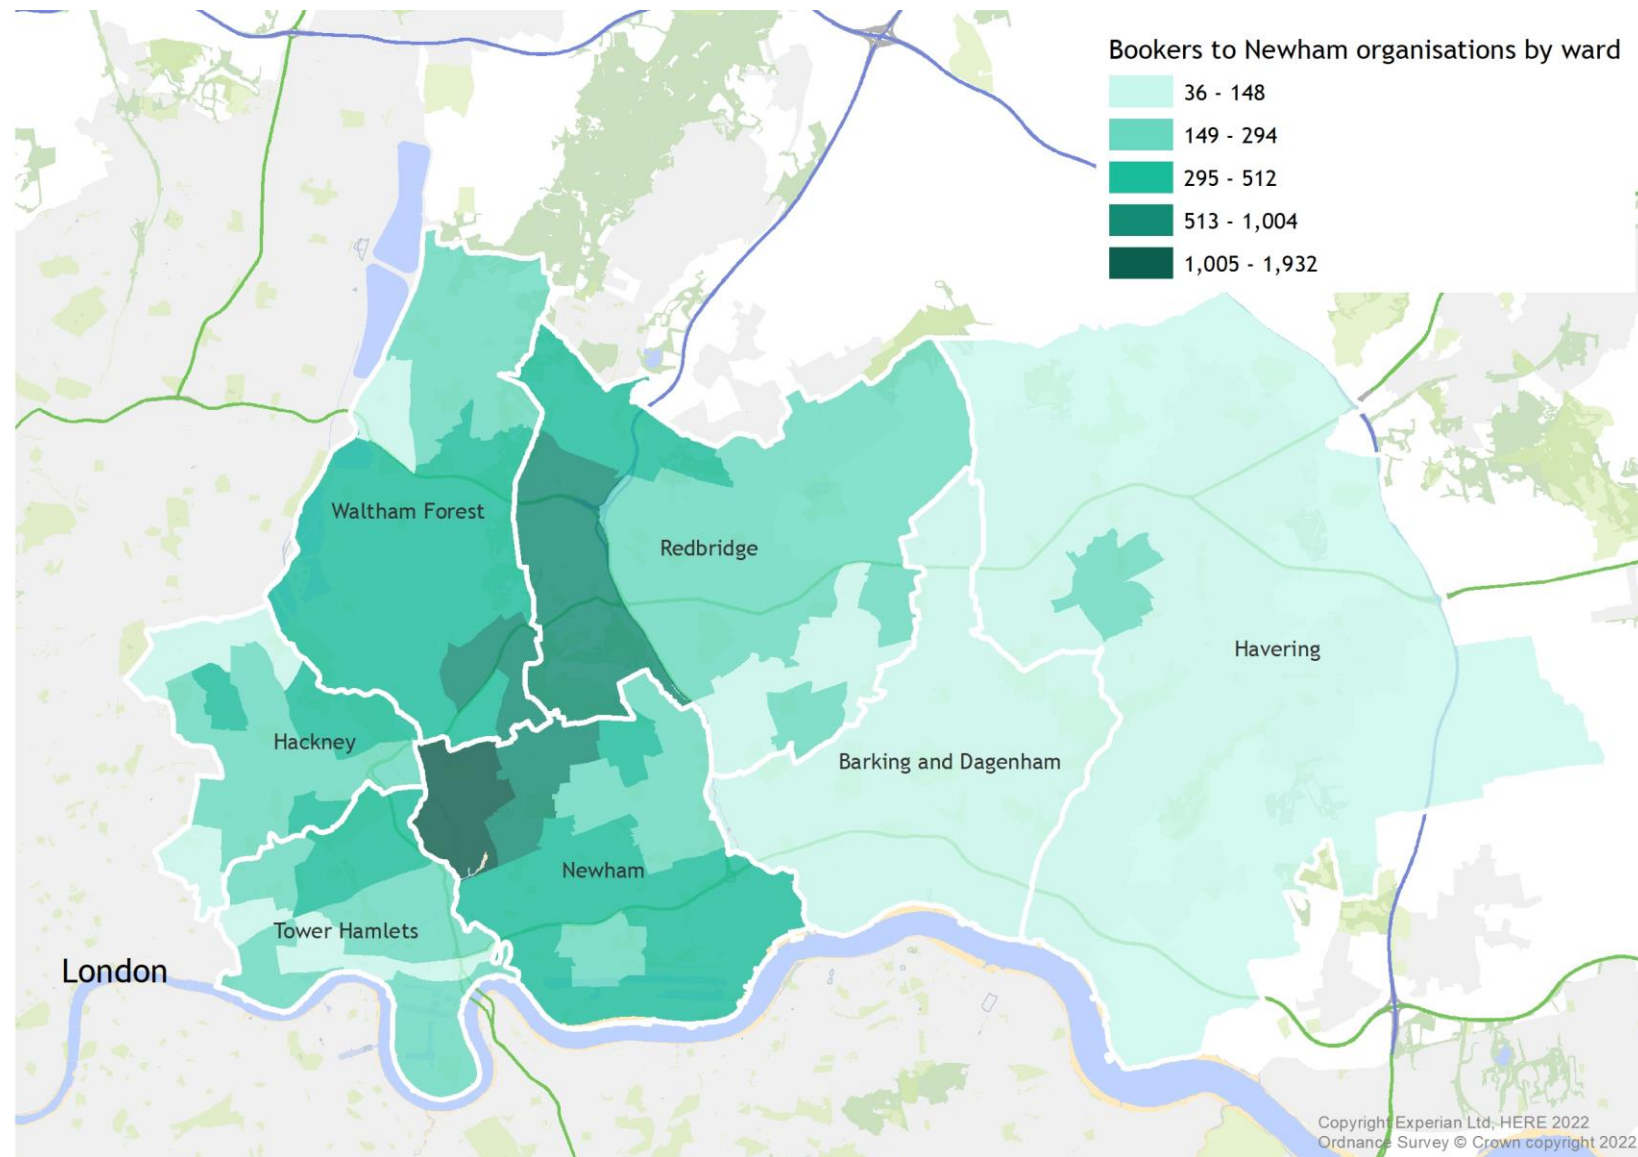 Bookers to Newham organisations by ward
36 - 148
149 - 294
295 - 512
513 - 1,004
1,005 - 1,932
Waltham Forest
Redbridge
Havering
Hackney
Barking and Dagenham
Newham
Tower Hamlets
London
Copyright Experian Ltd, HERE 2022
Ordnance Survey © Crown copyright 2022